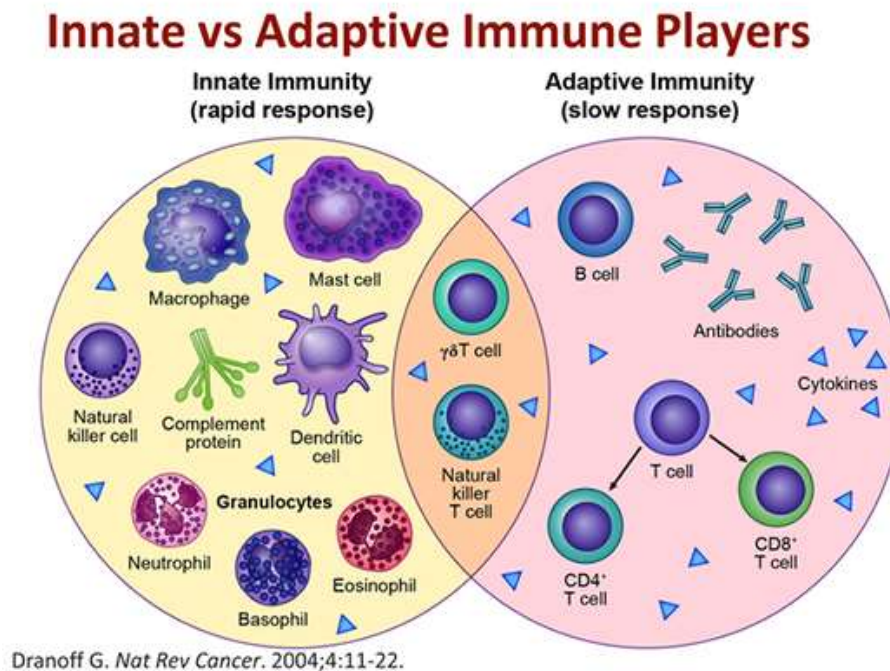 Innate vs Adaptive Immune Players
Innate Immunity
(rapid response)
Adaptive Immunity
(slow response)
Macrophage
Mast cell
Natural
killer cell
Complement
protein
Dendritic
cell
Granulocytes
Neutrophil
Basophil
Eosinophil
γδT cell
Natural
killer
T cell
B cell
Antibodies
Cytokines
T cell
CD4⁺
T cell
CD8⁺
T cell
Dranoff G. Nat Rev Cancer. 2004;4:11-22.